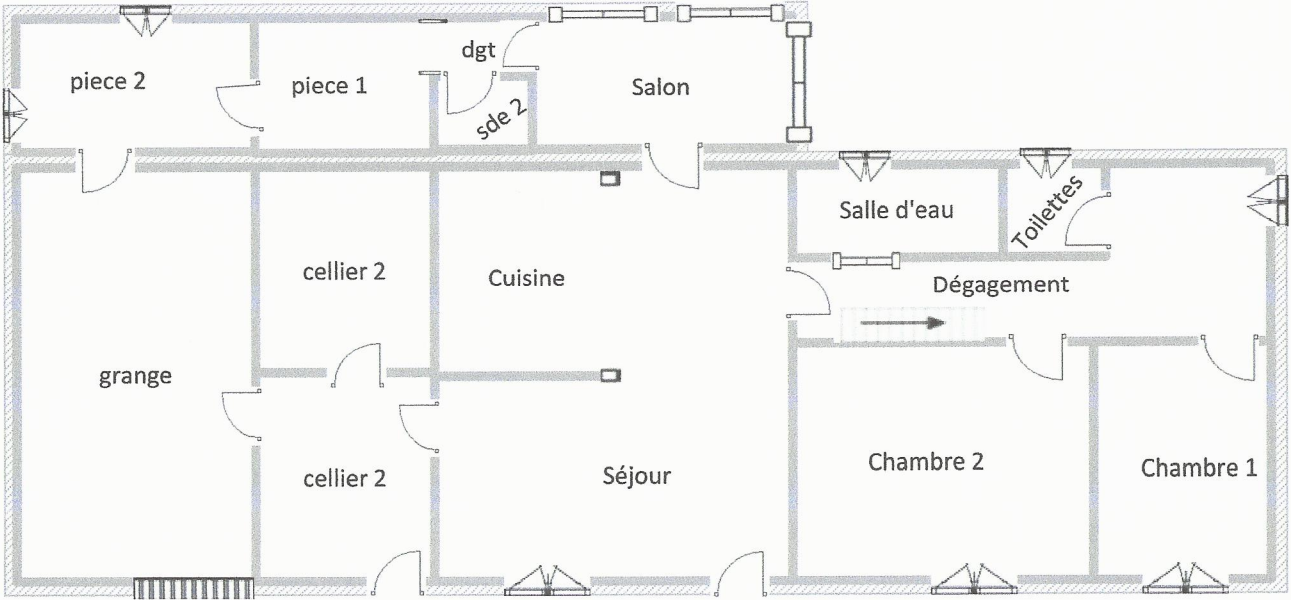 piece 2
piece 1
dgt
sde 2
Salon
Salle d'eau
Toilettes
cellier 2
Cuisine
Dégagement
grange
cellier 2
Séjour
Chambre 2
Chambre 1